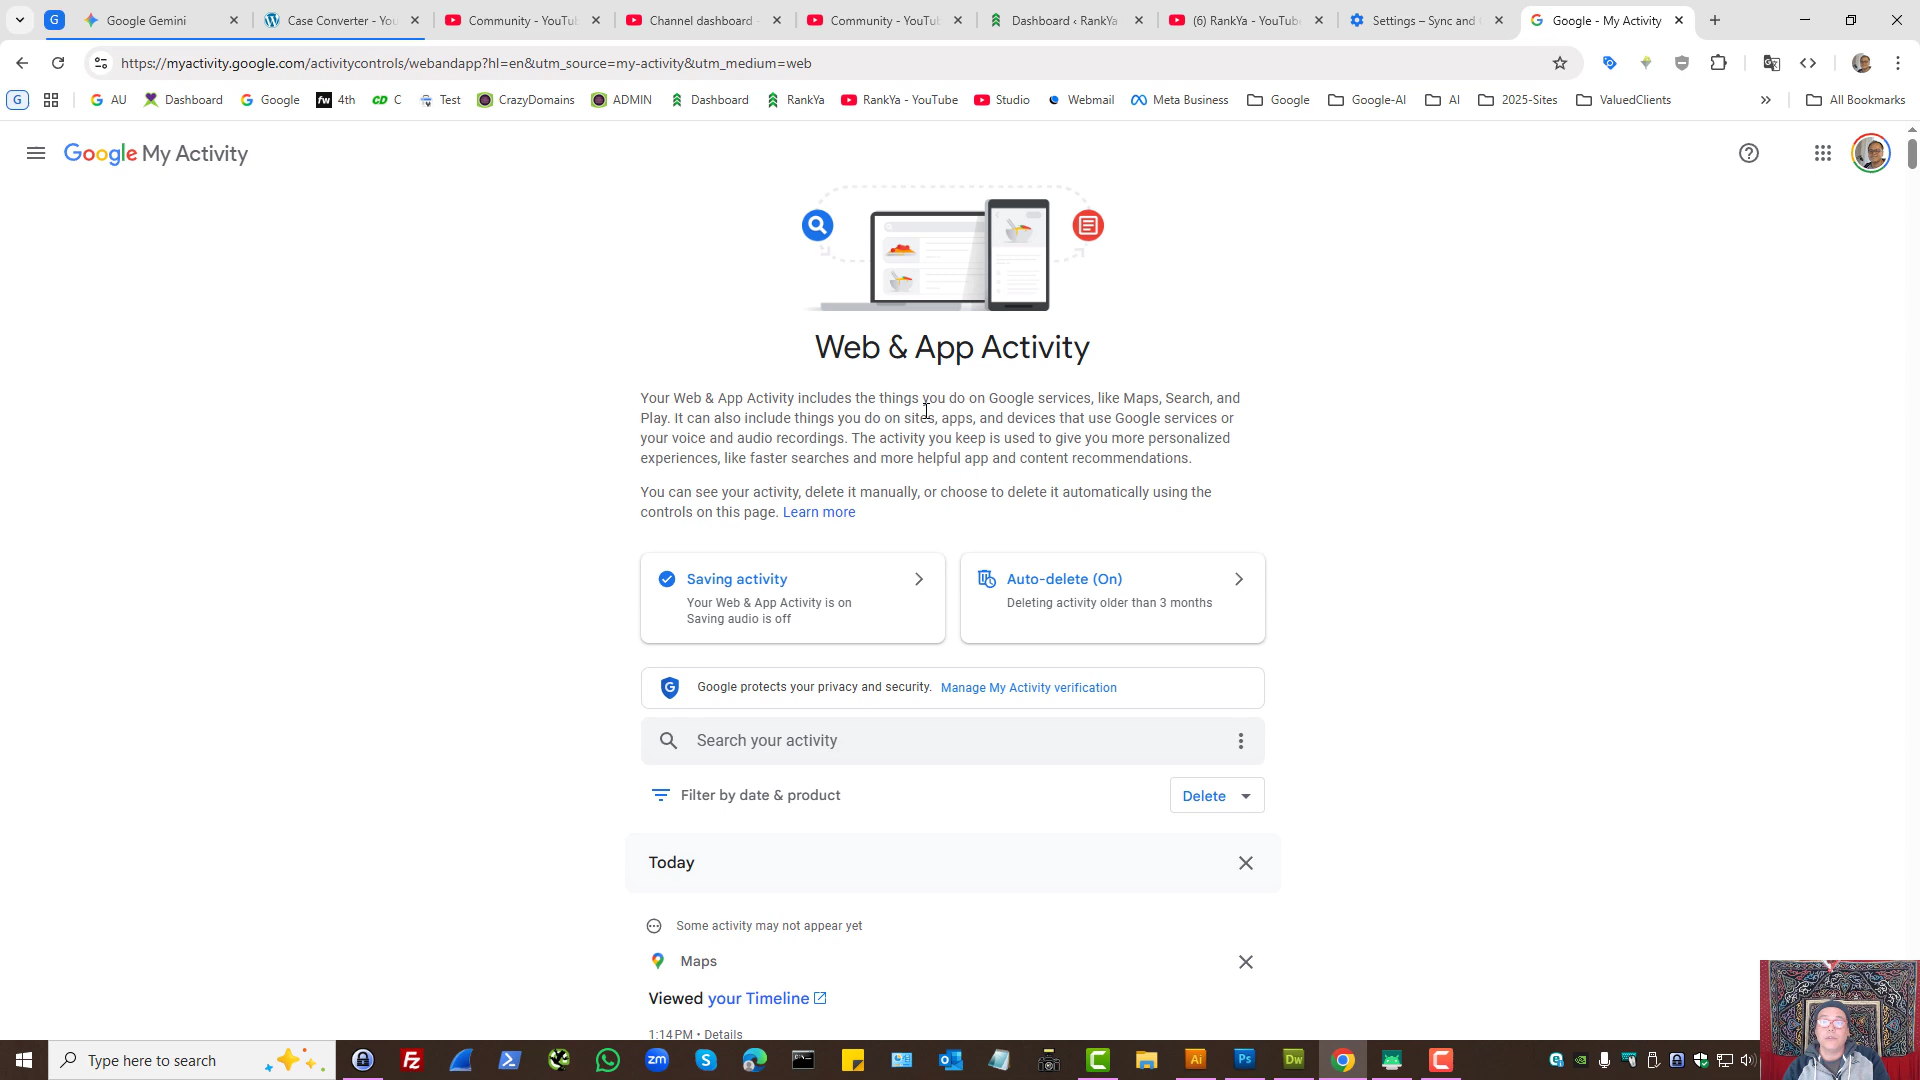 Google Gemini
Case Converter - You
Community - YouTub
Channel dashboard -
Community - YouTub
Dashboard ‹ RankYa
(6) RankYa - YouTube
Settings – Sync and
Google - My Activity
https://myactivity.google.com/activitycontrols/webandapp?hl=en&utm_source=my-activity&utm_medium=web
G AU Dashboard Google fw 4th CD C Test CrazyDomains ADMIN Dashboard RankYa RankYa - YouTube Studio Webmail Meta Business Google Google-AI AI 2025-Sites ValuedClients » All Bookmarks
Google My Activity
Web & App Activity
Your Web & App Activity includes the things you do on Google services, like Maps, Search, and
Play. It can also include things you do on sites, apps, and devices that use Google services or
your voice and audio recordings. The activity you keep is used to give you more personalized
experiences, like faster searches and more helpful app and content recommendations.
You can see your activity, delete it manually, or choose to delete it automatically using the
controls on this page. Learn more
Saving activity
Your Web & App Activity is on
Saving audio is off
Auto-delete (On)
Deleting activity older than 3 months
Google protects your privacy and security. Manage My Activity verification
Search your activity
Filter by date & product
Delete
Today
Some activity may not appear yet
Maps
Viewed your Timeline
1:14 PM • Details
Type here to search